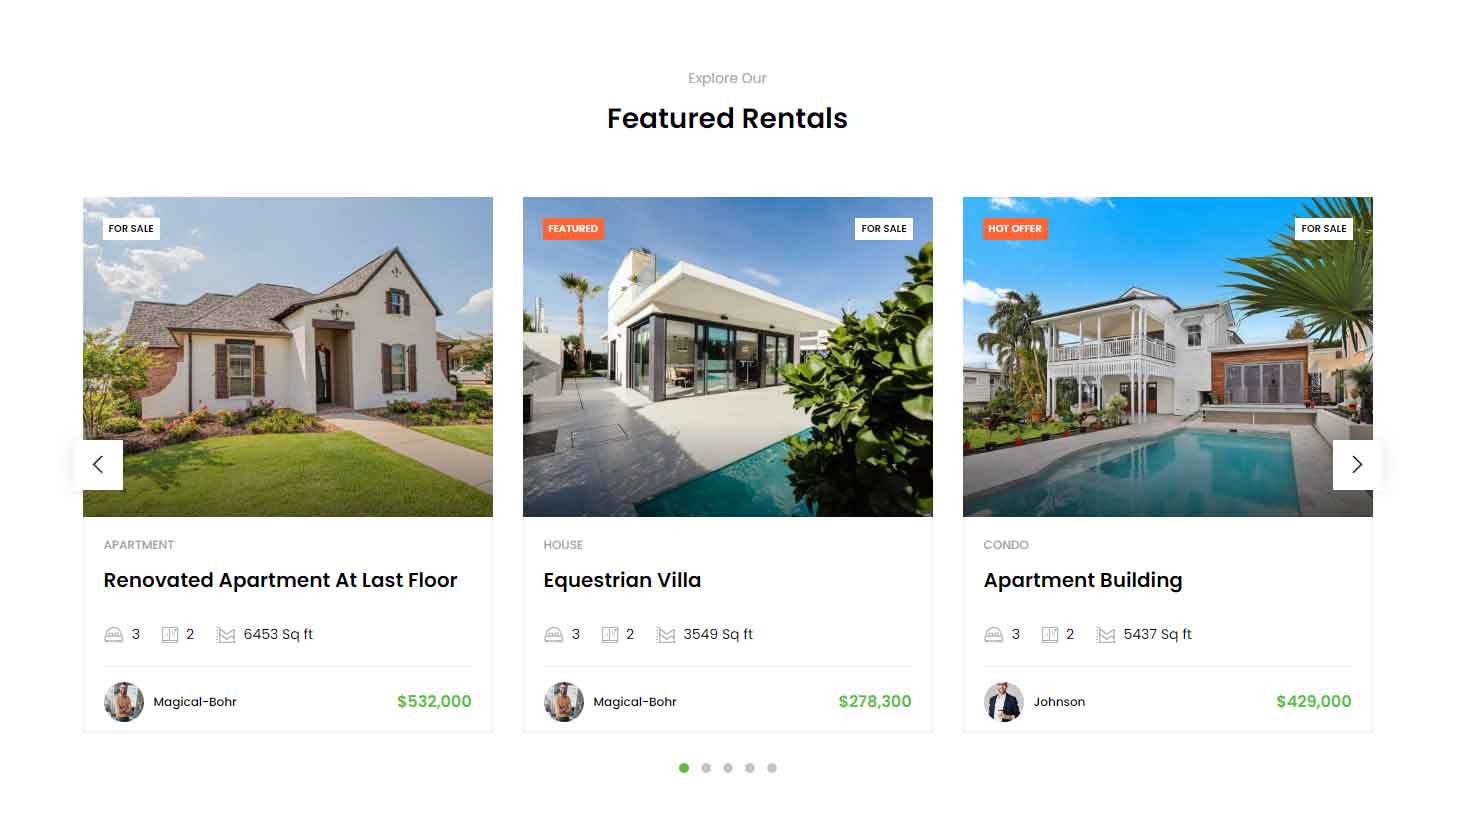 Explore Our
Featured Rentals
FOR SALE
FEATURED
FOR SALE
HOT OFFER
FOR SALE
APARTMENT
Renovated Apartment At Last Floor
3 2 6453 Sq ft
Magical-Bohr $532,000
HOUSE
Equestrian Villa
3 2 3549 Sq ft
Magical-Bohr $278,300
CONDO
Apartment Building
3 2 5437 Sq ft
Johnson $429,000